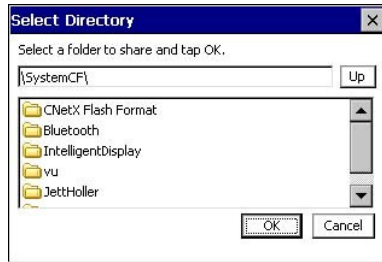 Select Directory
Select a folder to share and tap OK.
\SystemCF\
Up
CNetX Flash Format
Bluetooth
IntelligentDisplay
vu
JettHoller
OK
Cancel